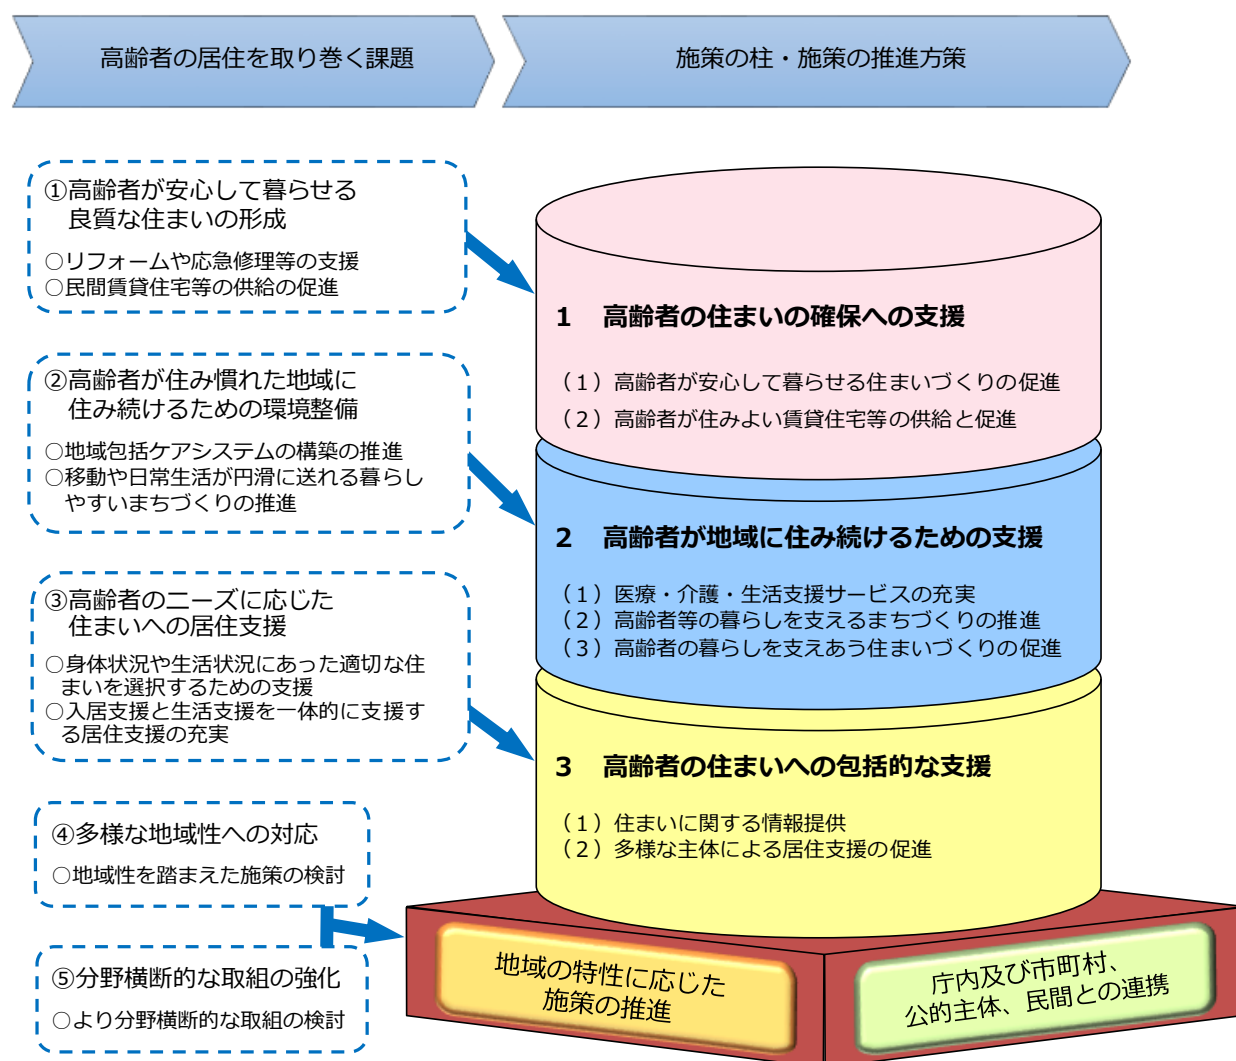 高齢者の居住を取り巻く課題
施策の柱・施策の推進方策
①高齢者が安心して暮らせる
良質な住まいの形成
○リフォームや応急修理等の支援
○民間賃貸住宅等の供給の促進
②高齢者が住み慣れた地域に
住み続けるための環境整備
○地域包括ケアシステムの構築の推進
○移動や日常生活が円滑に送れる暮らし
やすいまちづくりの推進
③高齢者のニーズに応じた
住まいへの居住支援
○身体状況や生活状況にあった適切な住
まいを選択するための支援
○入居支援と生活支援を一体的に支援す
る居住支援の充実
④多様な地域性への対応
○地域性を踏まえた施策の検討
⑤分野横断的な取組の強化
○より分野横断的な取組の検討
1 高齢者の住まいの確保への支援
（１）高齢者が安心して暮らせる住まいづくりの促進
（２）高齢者が住みよい賃貸住宅等の供給と促進
2 高齢者が地域に住み続けるための支援
（１）医療・介護・生活支援サービスの充実
（２）高齢者等の暮らしを支えるまちづくりの推進
（３）高齢者の暮らしを支えあう住まいづくりの促進
3 高齢者の住まいへの包括的な支援
（１）住まいに関する情報提供
（２）多様な主体による居住支援の促進
地域の特性に応じた
施策の推進
庁内及び市町村、
公的主体、民間との連携